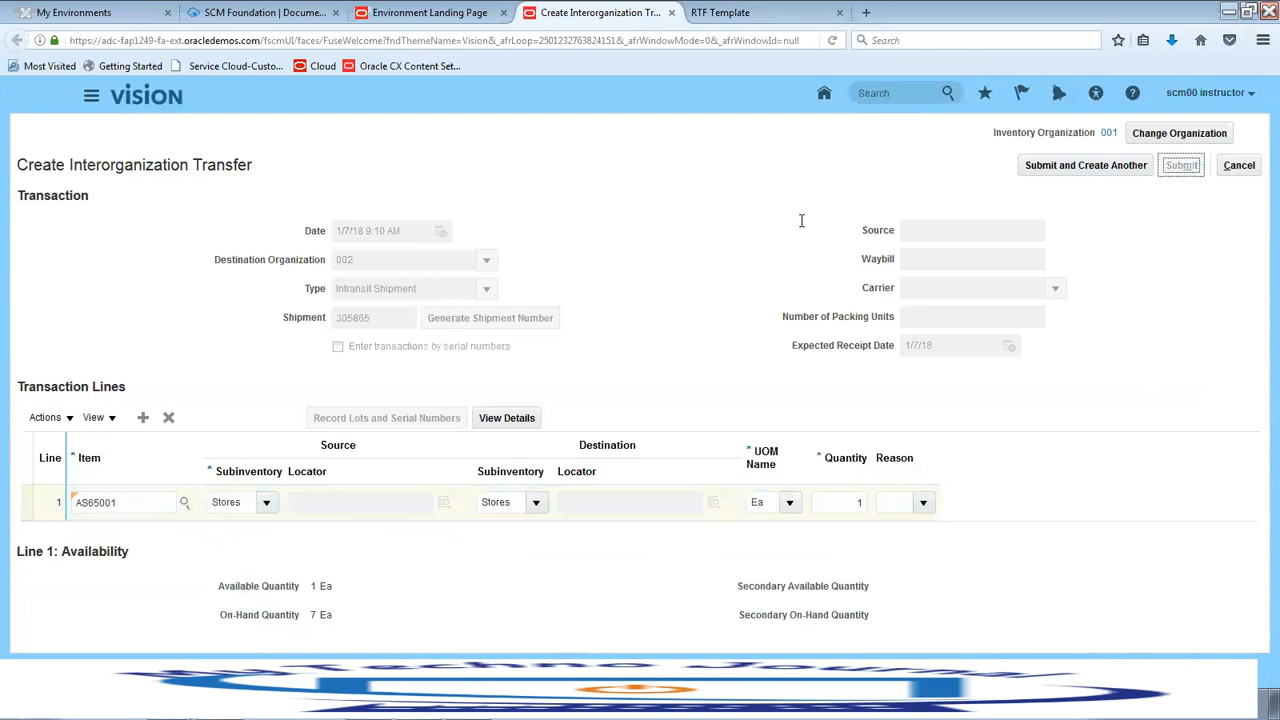 My Environments
SCM Foundation | Docume...
Environment Landing Page
Create Interorganization Tr...
RTF Template
https://adc-fap1249-fa-ext.oracledemos.com/fscmUI/faces/FuseWelcome?fndThemeName=Vision&_afrLoop=2501232763824151&_afrWindowMode=0&_afrWindowId=null
Search
Most Visited
Getting Started
Service Cloud-Custo...
Cloud
Oracle CX Content Set...
VISION
Search
scm00 instructor
Inventory Organization 001 Change Organization
Create Interorganization Transfer
Submit and Create Another Submit Cancel
Transaction
Date 1/7/18 9:10 AM
Source
Destination Organization 002
Waybill
Type Intransit Shipment
Carrier
Shipment 305865 Generate Shipment Number
Number of Packing Units
Enter transactions by serial numbers
Expected Receipt Date 1/7/18
Transaction Lines
Actions View Record Lots and Serial Numbers View Details
Source Destination
Line * Item * Subinventory Locator Subinventory Locator * UOM Name * Quantity Reason
1 AS65001 Stores Stores Ea 1
Line 1: Availability
Available Quantity 1 Ea
Secondary Available Quantity
On-Hand Quantity 7 Ea
Secondary On-Hand Quantity